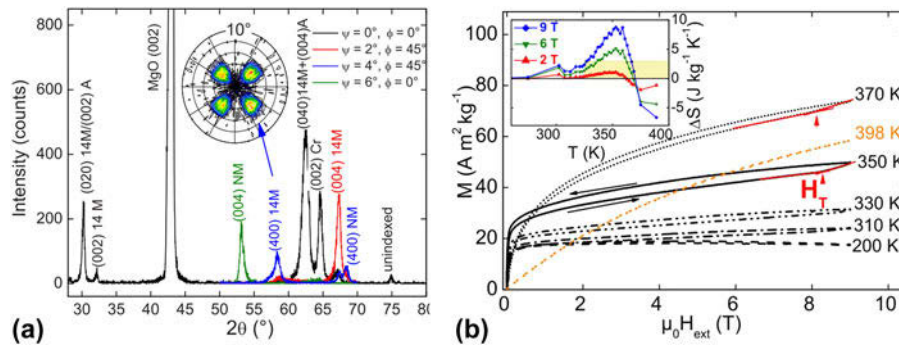 (a)
Intensity (counts)
800
600
400
200
0
30 35 40 45 50 55 60 65 70 75 80
2θ (°)
(020) 14M/(002) A
(002) 14 M
MgO (002)
10°
(004) NM
(400) 14M
(040)14M+(004)A
(002) Cr
(004) 14M
(400) NM
unindexed
ψ = 0°, ϕ = 0°
ψ = 2°, ϕ = 45°
ψ = 4°, ϕ = 45°
ψ = 6°, ϕ = 0°
(b)
M (A m² kg⁻¹)
100
80
60
40
20
0
0 2 4 6 8 10
μ₀Hₑₓₜ (T)
9 T
6 T
2 T
10
5
0
-5
ΔS (J kg⁻¹ K⁻¹)
250 300 350
T (K)
370 K
398 K
350 K
H_T
330 K
310 K
200 K